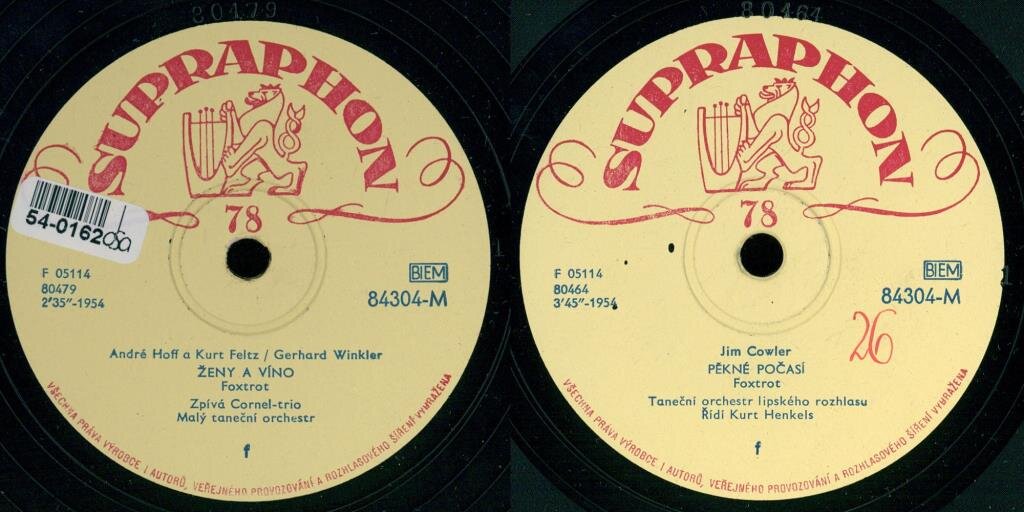 80179
SUPRAPHON
78
54-0162
F 05114
80479
2'35"-1954
BIEM
84304-M
André Hoff a Kurt Feltz / Gerhard Winkler
ŽENY A VÍNO
Foxtrot
Zpívá Cornel-trio
Malý taneční orchestr
f
VŠECHNA PRÁVA VÝROBCE I AUTORŮ, VEŘEJNÉHO PROVOZOVÁNÍ A ROZHLASOVÉHO ŠÍŘENÍ VYHRAŽENA
80464
SUPRAPHON
78
F 05114
80464
3'45"-1954
BIEM
84304-M
26
Jim Cowler
PĚKNÉ POČASÍ
Foxtrot
Taneční orchestr lipského rozhlasu
Řídí Kurt Henkels
f
VŠECHNA PRÁVA VÝROBCE I AUTORŮ, VEŘEJNÉHO PROVOZOVÁNÍ A ROZHLASOVÉHO ŠÍŘENÍ VYHRAŽENA